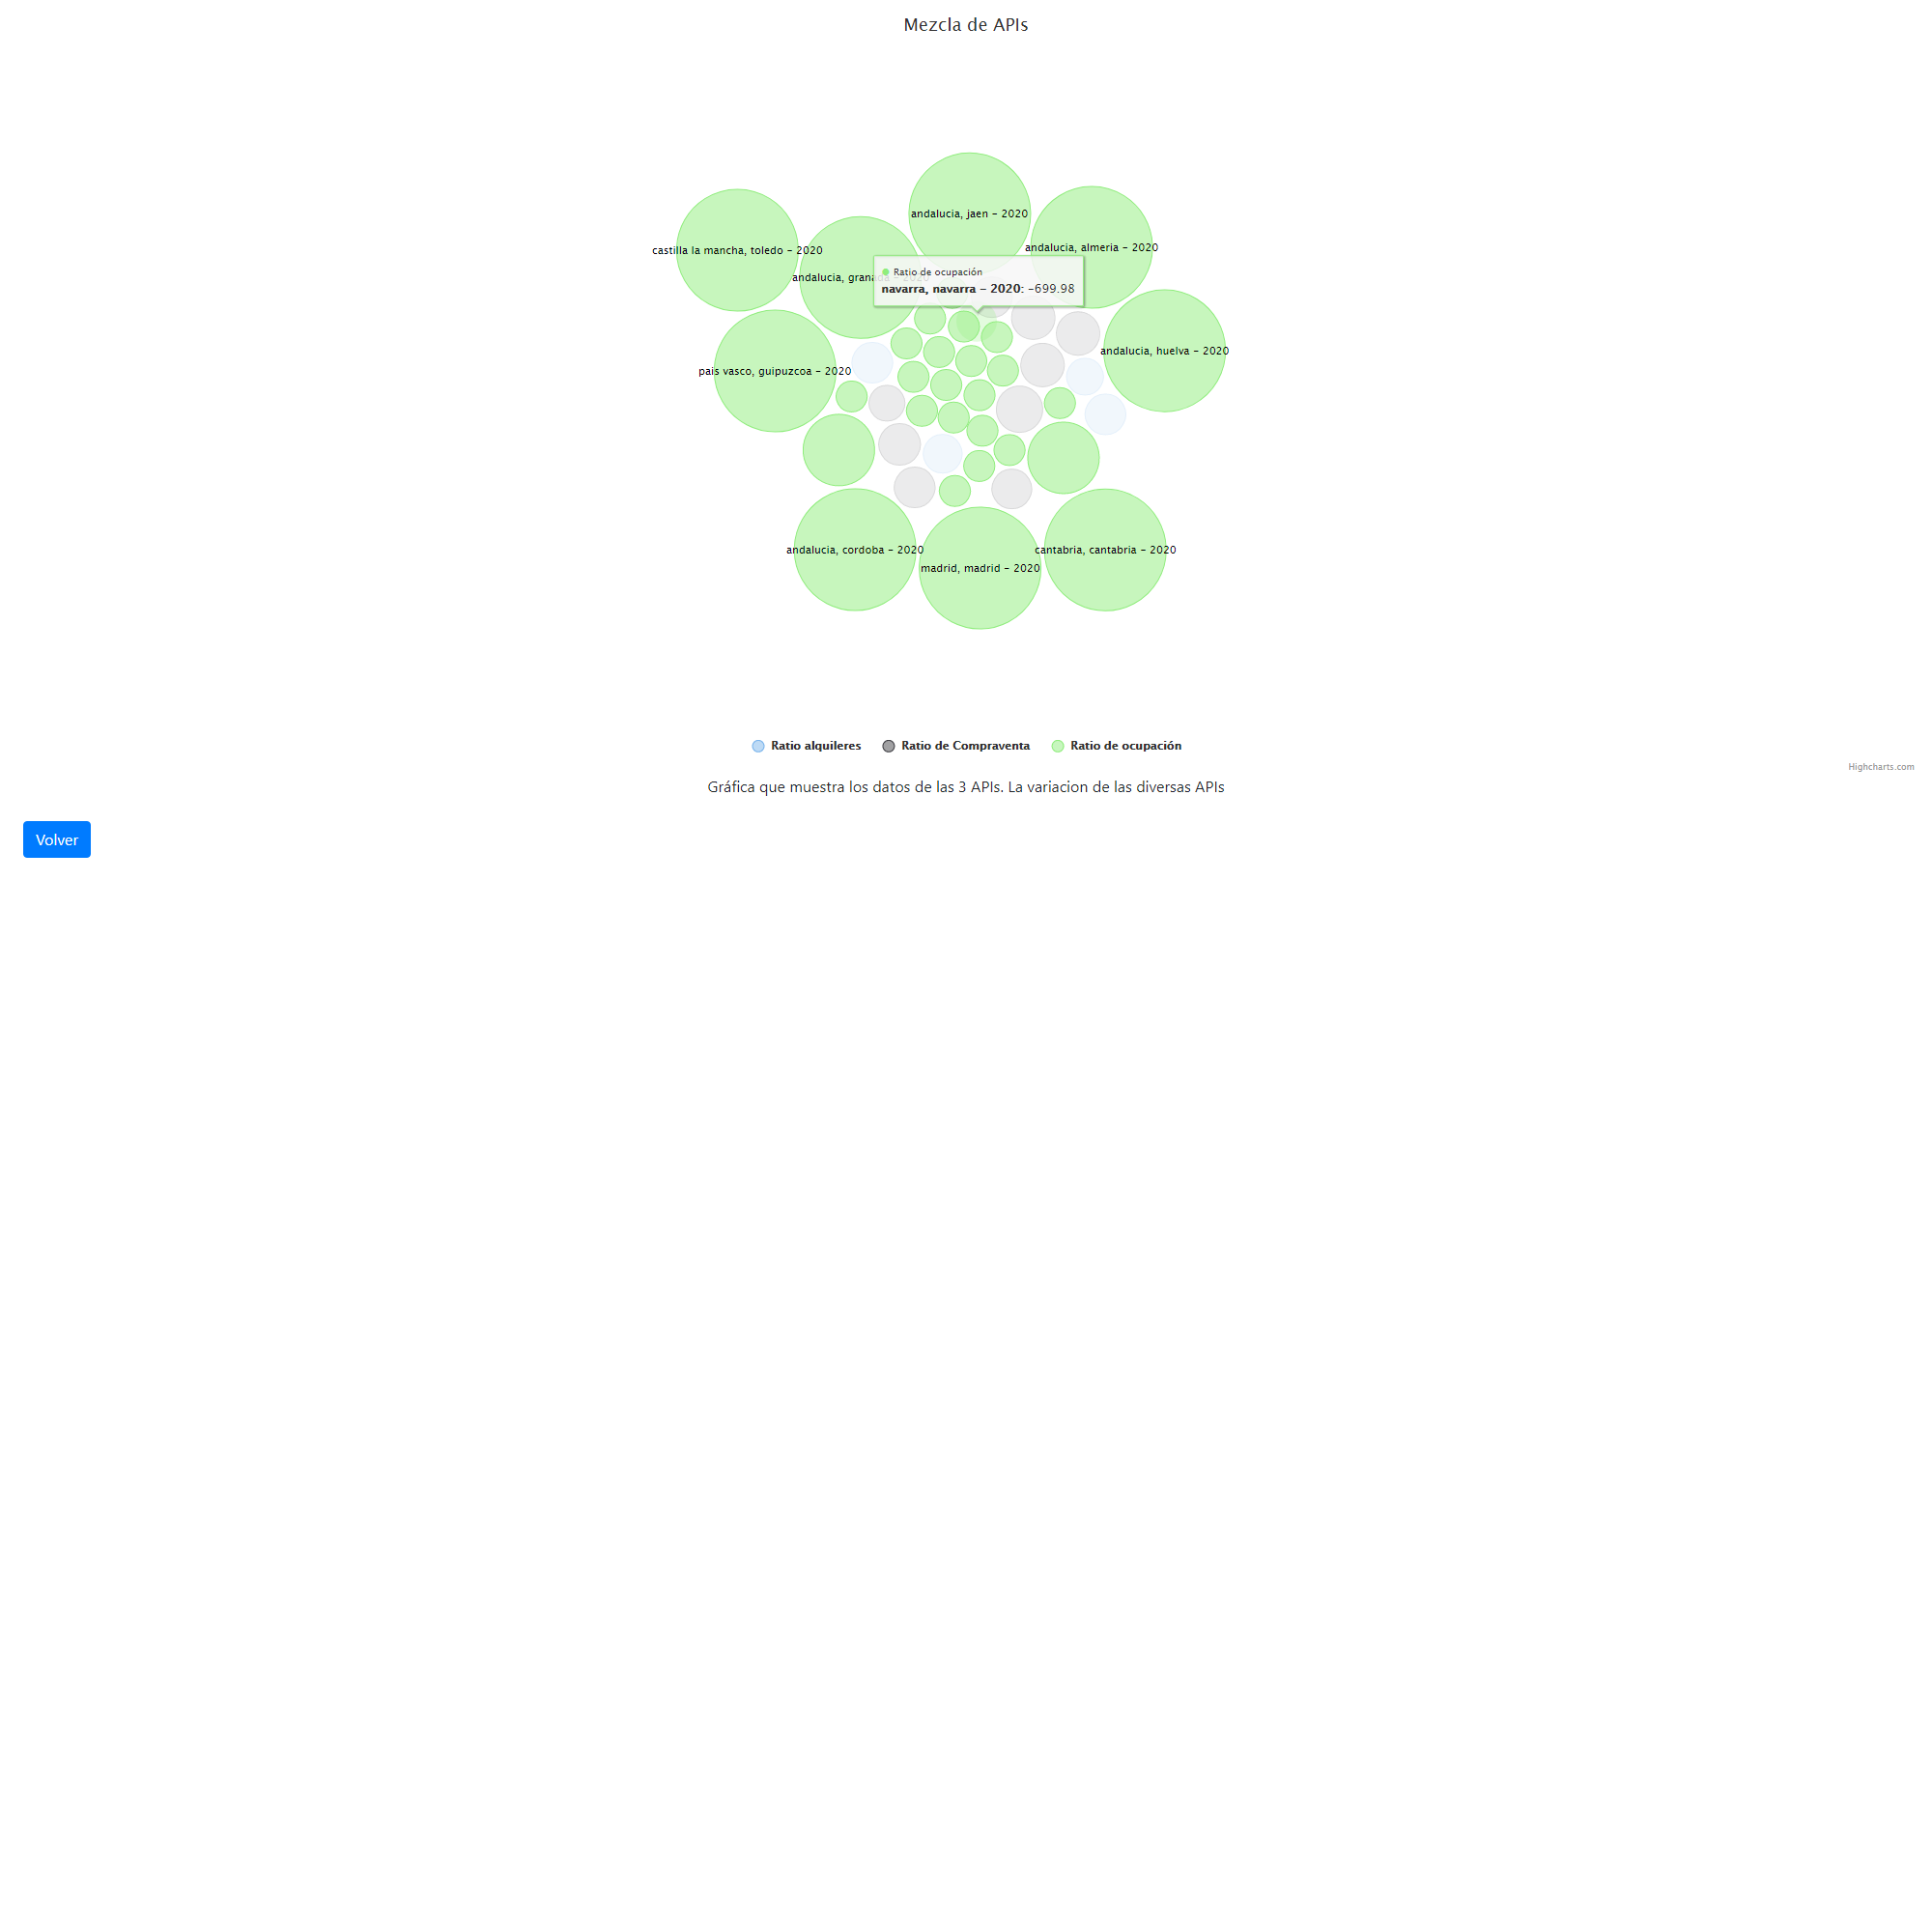 Mezcla de APIs
andalucia, jaen - 2020
andalucia, almeria - 2020
castilla la mancha, toledo - 2020
andalucia, granada - 2020
Ratio de ocupación
navarra, navarra - 2020: -699.98
andalucia, huelva - 2020
pais vasco, guipuzcoa - 2020
andalucia, cordoba - 2020
cantabria, cantabria - 2020
madrid, madrid - 2020
Ratio alquileres Ratio de Compraventa Ratio de ocupación
Highcharts.com
Gráfica que muestra los datos de las 3 APIs. La variacion de las diversas APIs
Volver